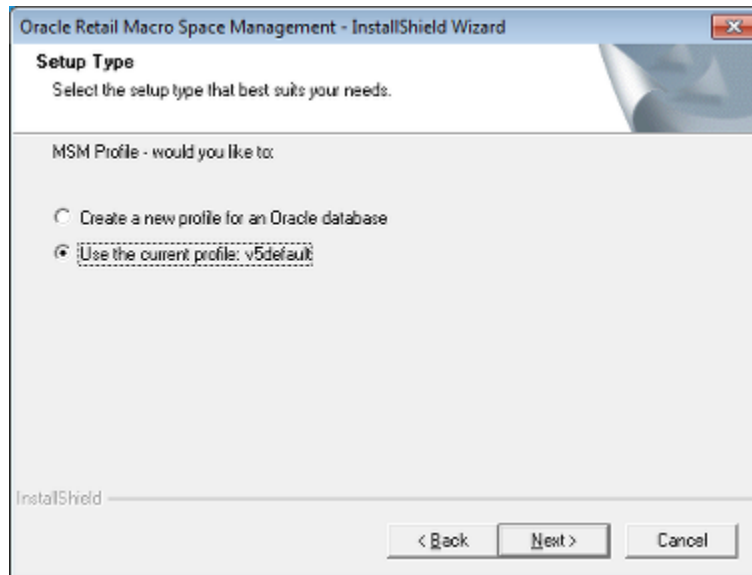 Oracle Retail Macro Space Management - InstallShield Wizard
Setup Type
Select the setup type that best suits your needs.
MSM Profile - would you like to:
Create a new profile for an Oracle database
Use the current profile: v5default
InstallShield
< Back Next > Cancel